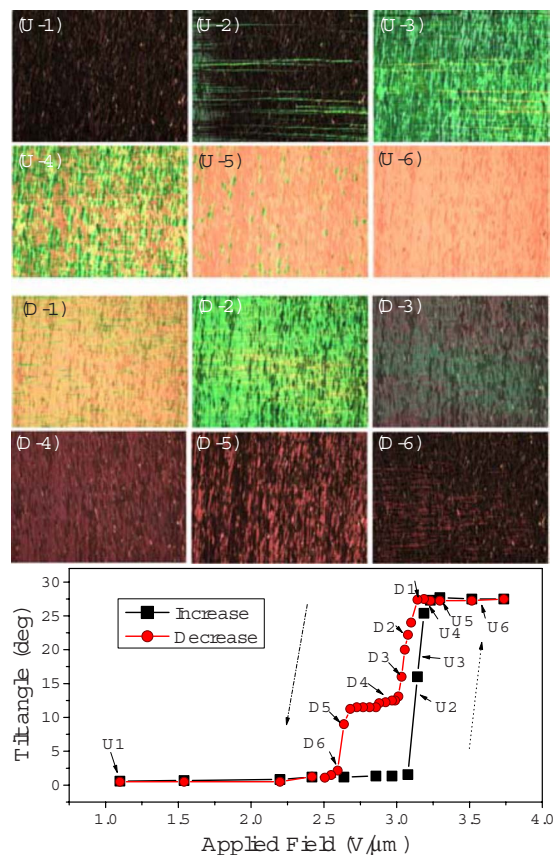 (U-1) (U-2) (U-3)
(U-4) (U-5) (U-6)
(D-1) (D-2) (D-3)
(D-4) (D-5) (D-6)
Tilt angle (deg)
30
25
20
15
10
5
0
Increase
Decrease
D1
D2
D3
D4
D5
D6
U1
U2
U3
U4
U5
U6
1.0 1.5 2.0 2.5 3.0 3.5 4.0
Applied Field (V/μm)